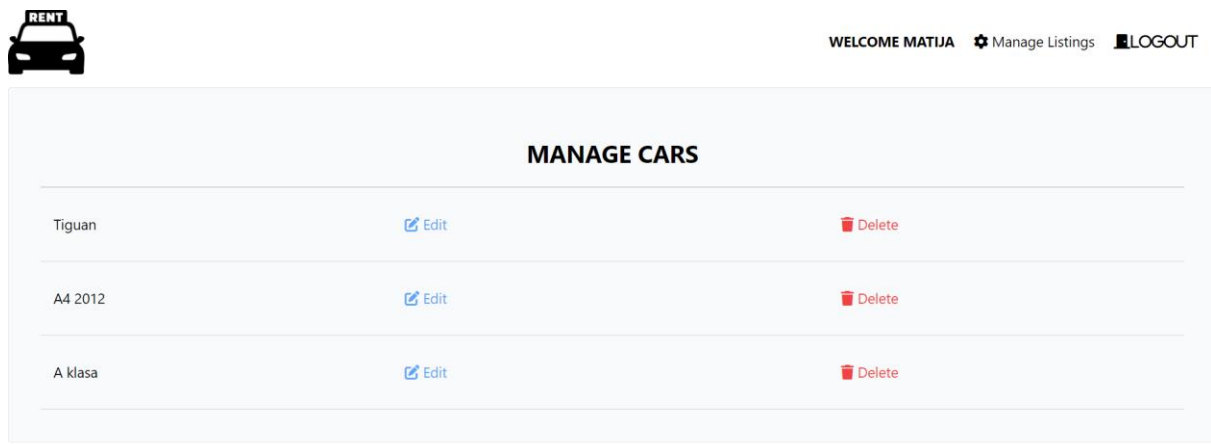 RENT
WELCOME MATIJA Manage Listings LOGOUT
MANAGE CARS
Tiguan Edit Delete
A4 2012 Edit Delete
A klasa Edit Delete